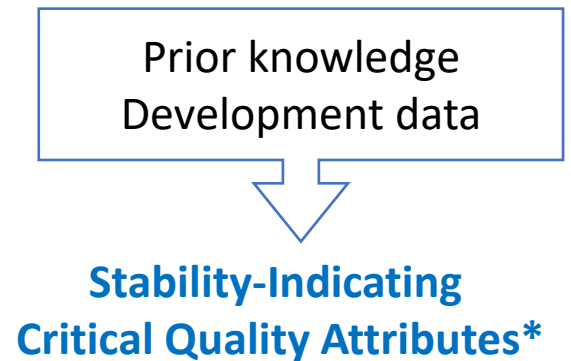 Prior knowledge
Development data
Stability-Indicating
Critical Quality Attributes*